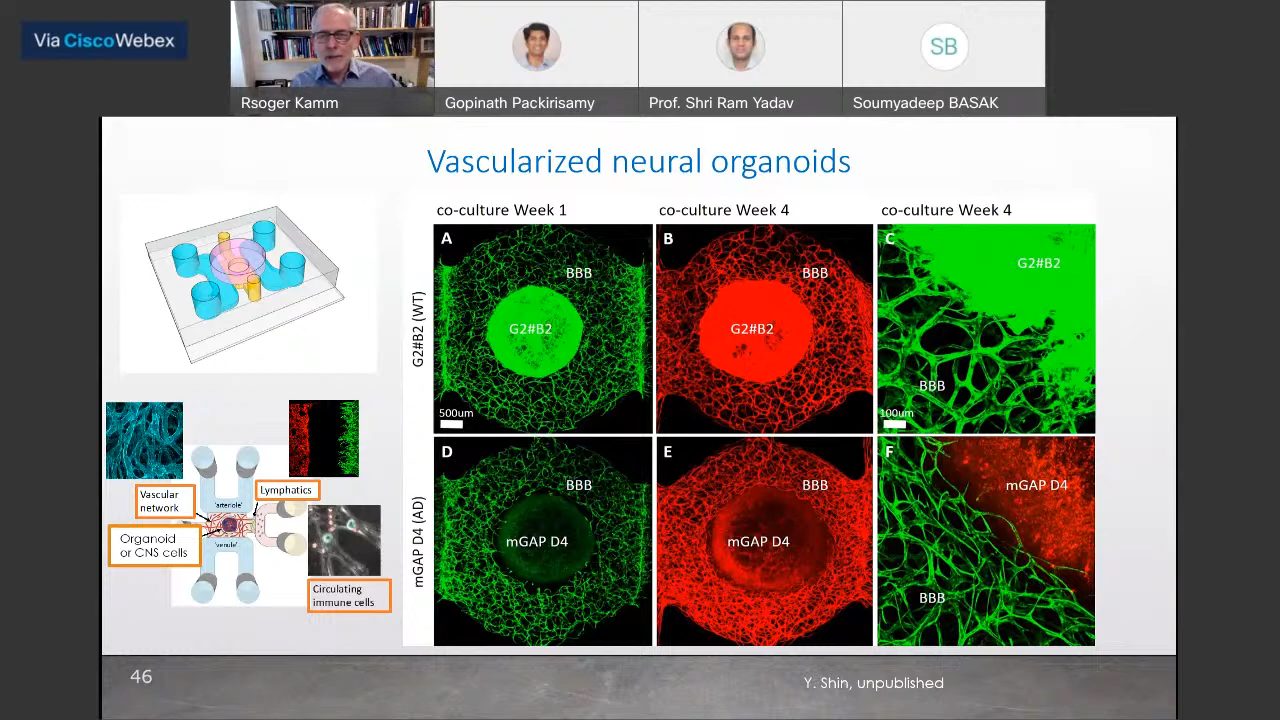 Via CiscoWebex
SB
Rsoger Kamm
Gopinath Packirisamy
Prof. Shri Ram Yadav
Soumyadeep BASAK
Vascularized neural organoids
co-culture Week 1
co-culture Week 4
co-culture Week 4
G2#B2 (WT)
A
BBB
G2#B2
500um
B
BBB
G2#B2
C
G2#B2
BBB
100um
mGAP D4 (AD)
D
BBB
mGAP D4
E
BBB
mGAP D4
F
mGAP D4
BBB
Vascular
network
Lymphatics
'arteriole'
Organoid
or CNS cells
'venule'
Circulating
immune cells
46
Y. Shin, unpublished